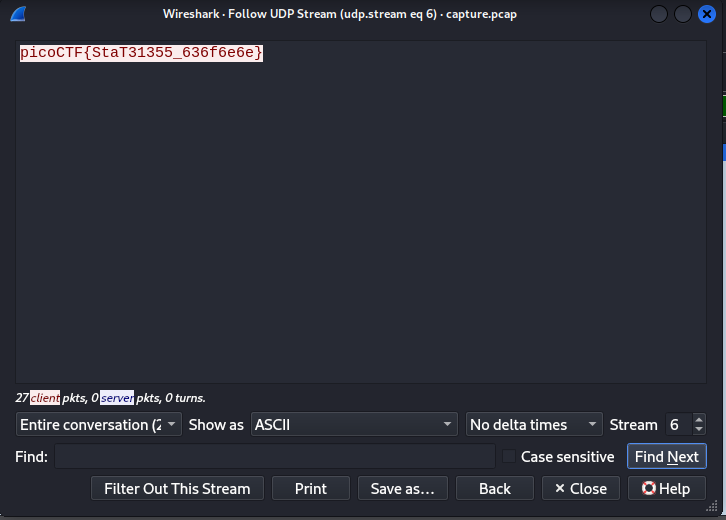 Wireshark · Follow UDP Stream (udp.stream eq 6) · capture.pcap
picoCTF{StaT31355_636f6e6e}
27 client pkts, 0 server pkts, 0 turns.
Entire conversation (2 Show as ASCII No delta times Stream 6
Find: Case sensitive Find Next
Filter Out This Stream Print Save as... Back × Close Help